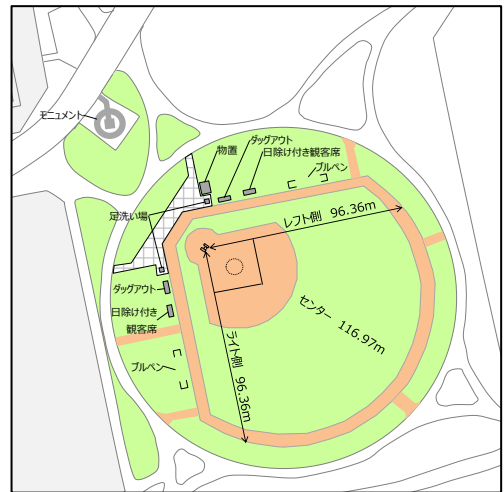 モニュメント
物置
ダッグアウト
日除け付き観客席
ブルペン
足洗い場
レフト側 96.36m
ダッグアウト
日除け付き
観客席
ブルペン
センター 116.97m
ライト側 96.36m